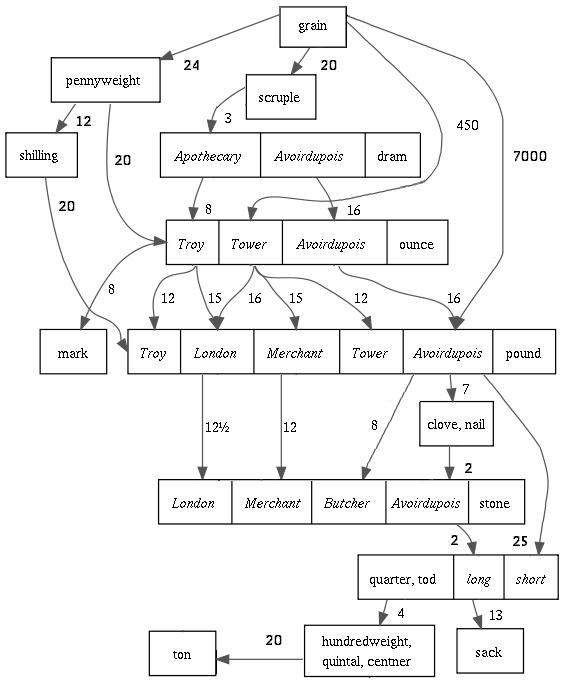 grain
24
20
pennyweight
scruple
450
12
3
shilling
Apothecary Avoirdupois dram
20
7000
20
8
16
Troy Tower Avoirdupois ounce
8
12
15
16
15
12
16
mark
Troy London Merchant Tower Avoirdupois pound
7
12½
12
8
clove, nail
2
London Merchant Butcher Avoirdupois stone
2
25
quarter, tod long short
4
13
20
hundredweight,
quintal, centner
ton
sack